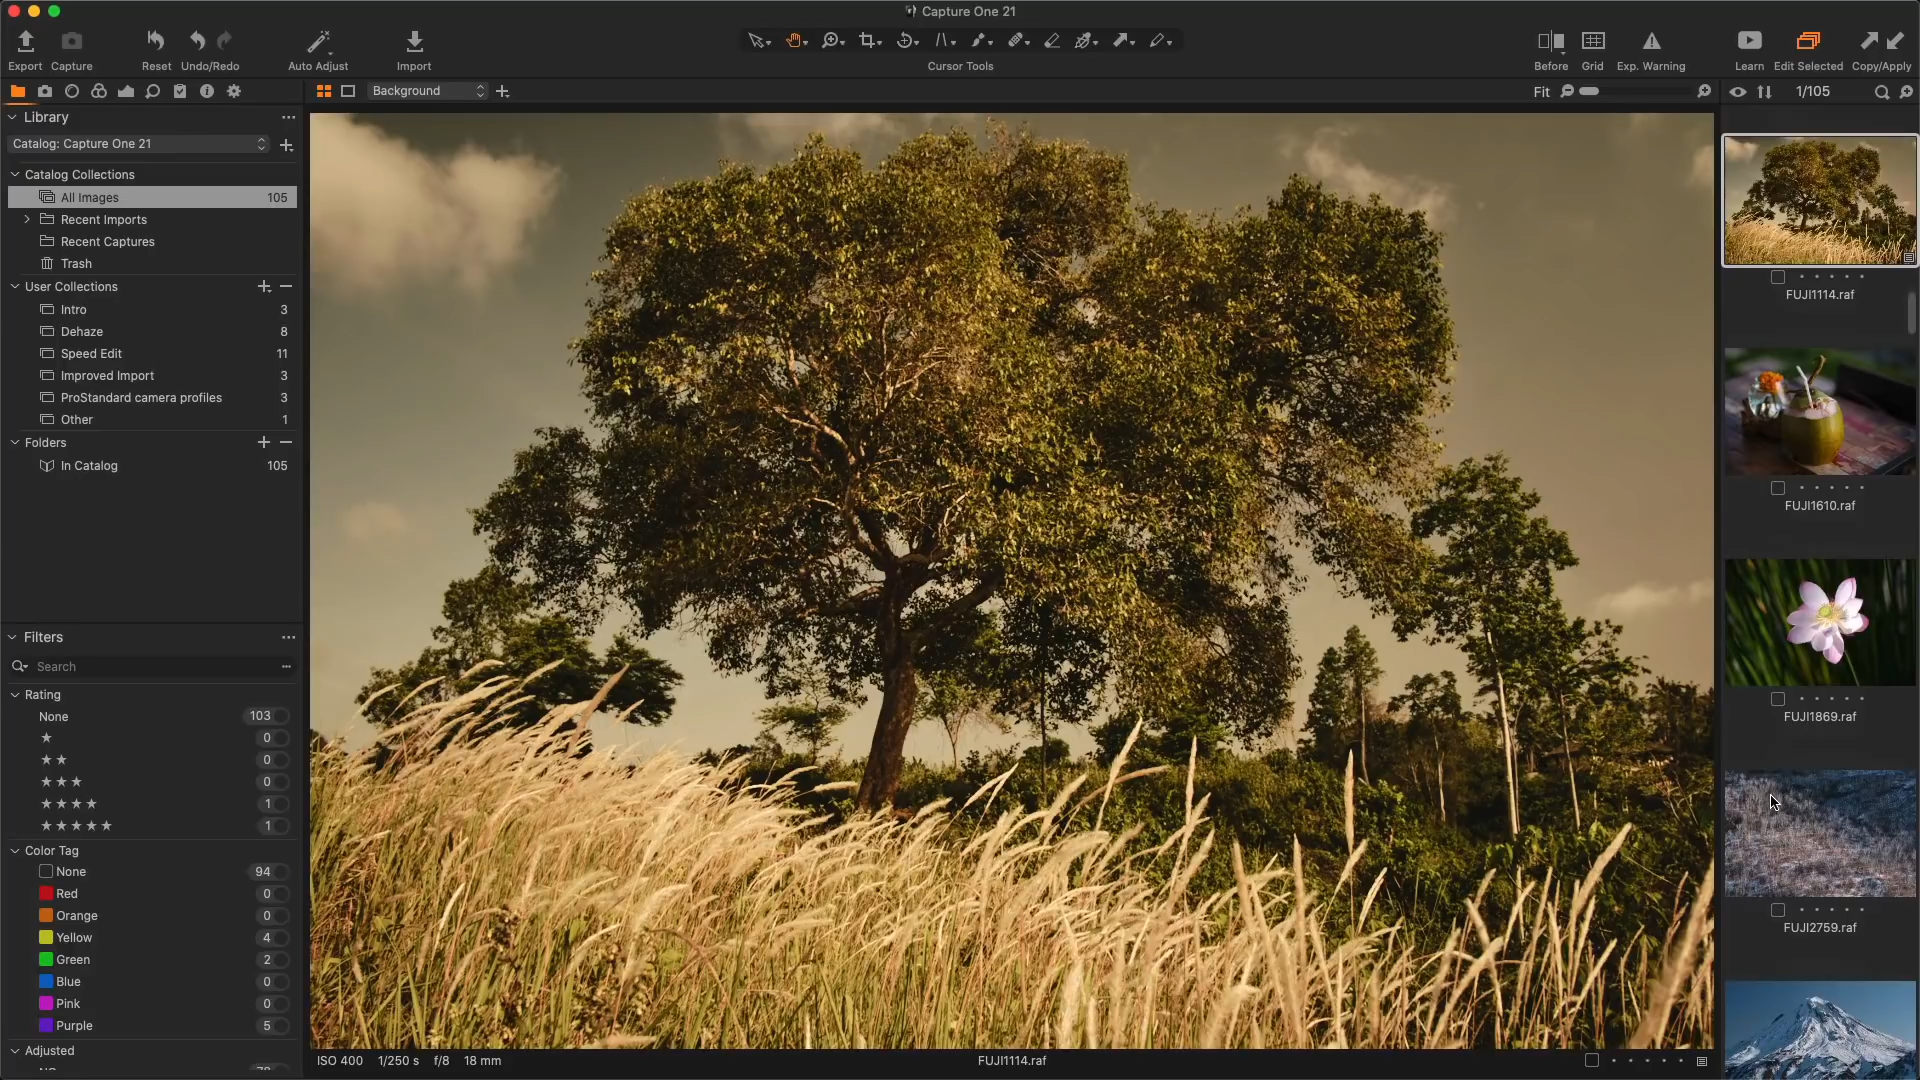 Capture One 21
Export
Capture
Reset
Undo/Redo
Auto Adjust
Import
Cursor Tools
Before
Grid
Exp. Warning
Learn
Edit Selected
Copy/Apply
Background
Fit
1/105
Library
Catalog: Capture One 21
Catalog Collections
All Images 105
Recent Imports
Recent Captures
Trash
User Collections
Intro 3
Dehaze 8
Speed Edit 11
Improved Import 3
ProStandard camera profiles 3
Other 1
Folders
In Catalog 105
Filters
Search
Rating
None 103
0
0
0
1
1
Color Tag
None 94
Red 0
Orange 0
Yellow 4
Green 2
Blue 0
Pink 0
Purple 5
Adjusted
ISO 400 1/250 s f/8 18 mm
FUJI1114.raf
FUJI1114.raf
FUJI1610.raf
FUJI1869.raf
FUJI2759.raf